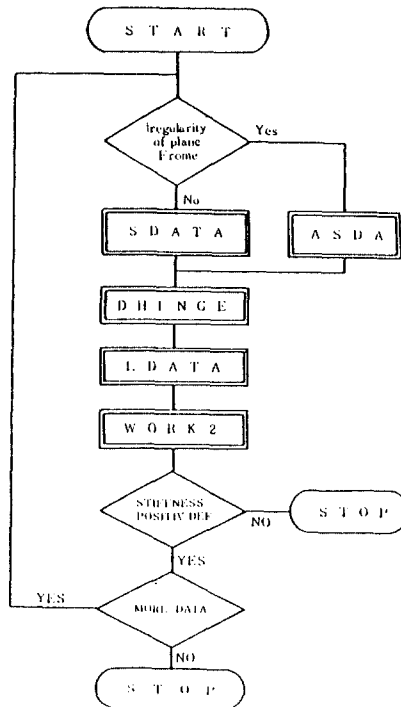 START
Irregularity
of plane
Frome
Yes
No
SDATA
ASDA
DHINGE
LDATA
WORK2
STIFFNESS
POSITIV DEF
NO
STOP
YES
YES
MORE DATA
NO
STOP